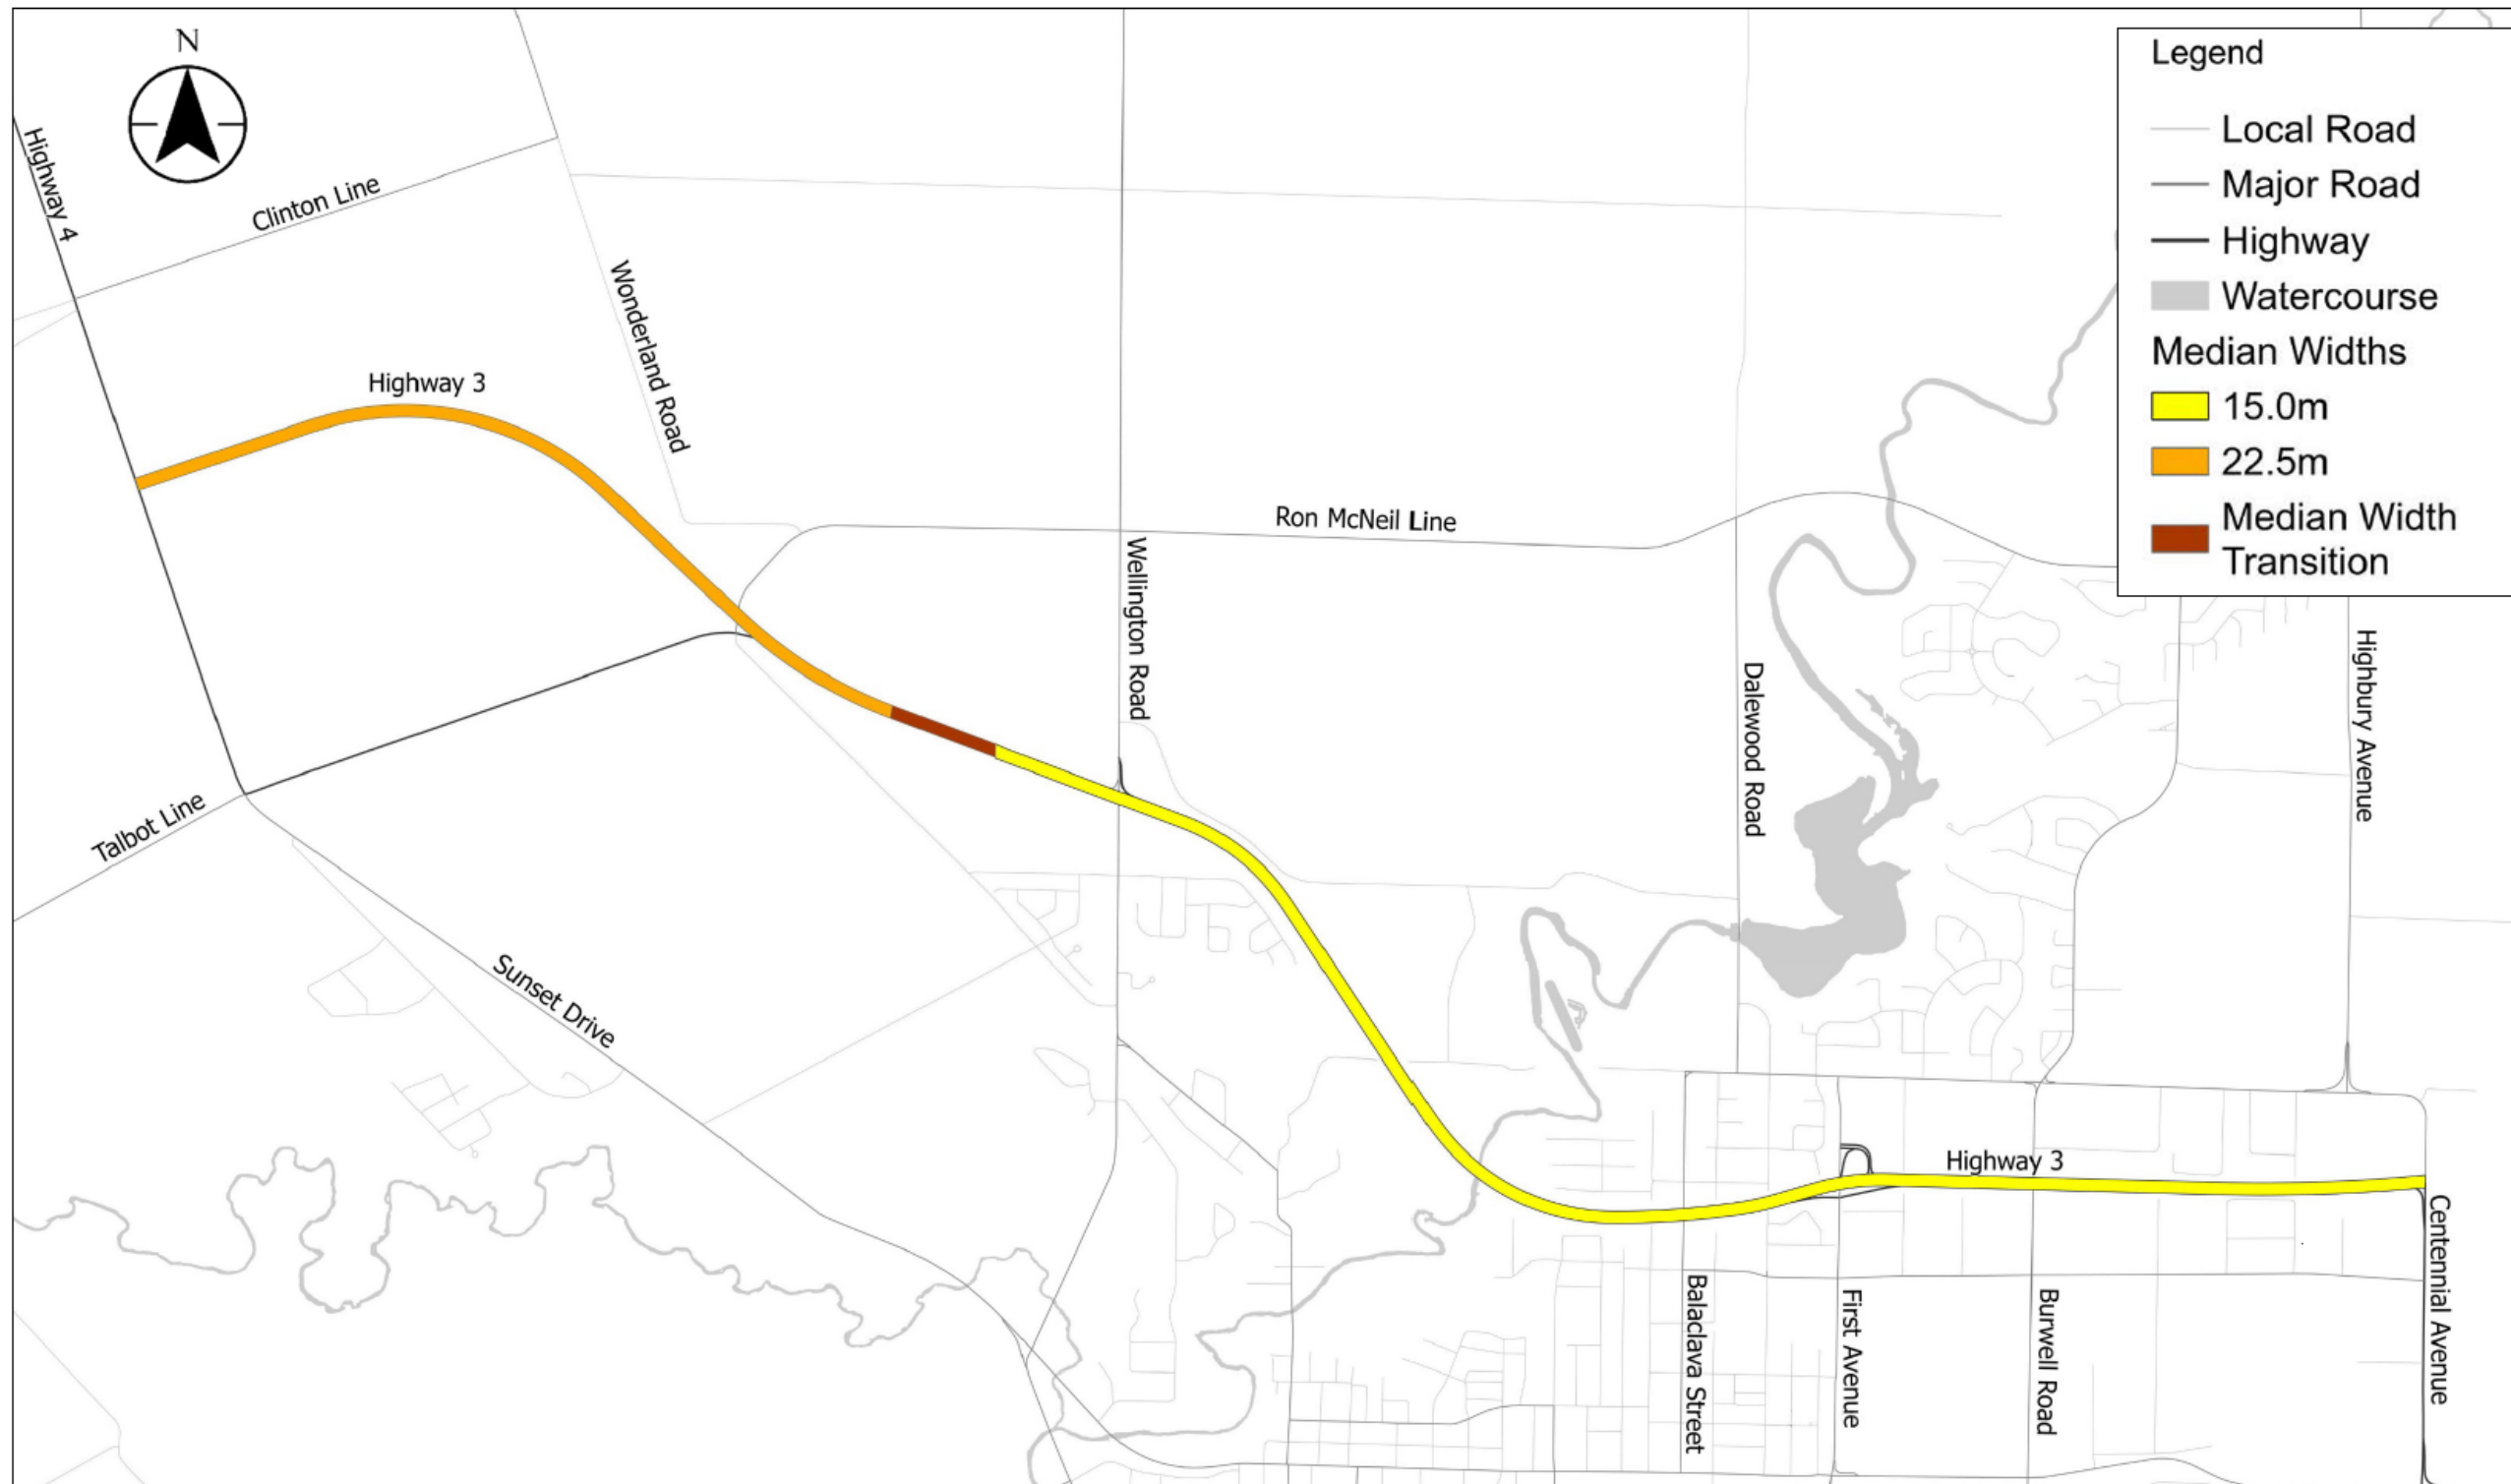 N
Legend
Local Road
Major Road
Highway
Watercourse
Median Widths
15.0m
22.5m
Median Width
Transition
Highway 4
Clinton Line
Highway 3
Wonderland Road
Ron McNeil Line
Wellington Road
Dalewood Road
Highbury Avenue
Talbot Line
Sunset Drive
Highway 3
Centennial Avenue
Balaclava Street
First Avenue
Burwell Road